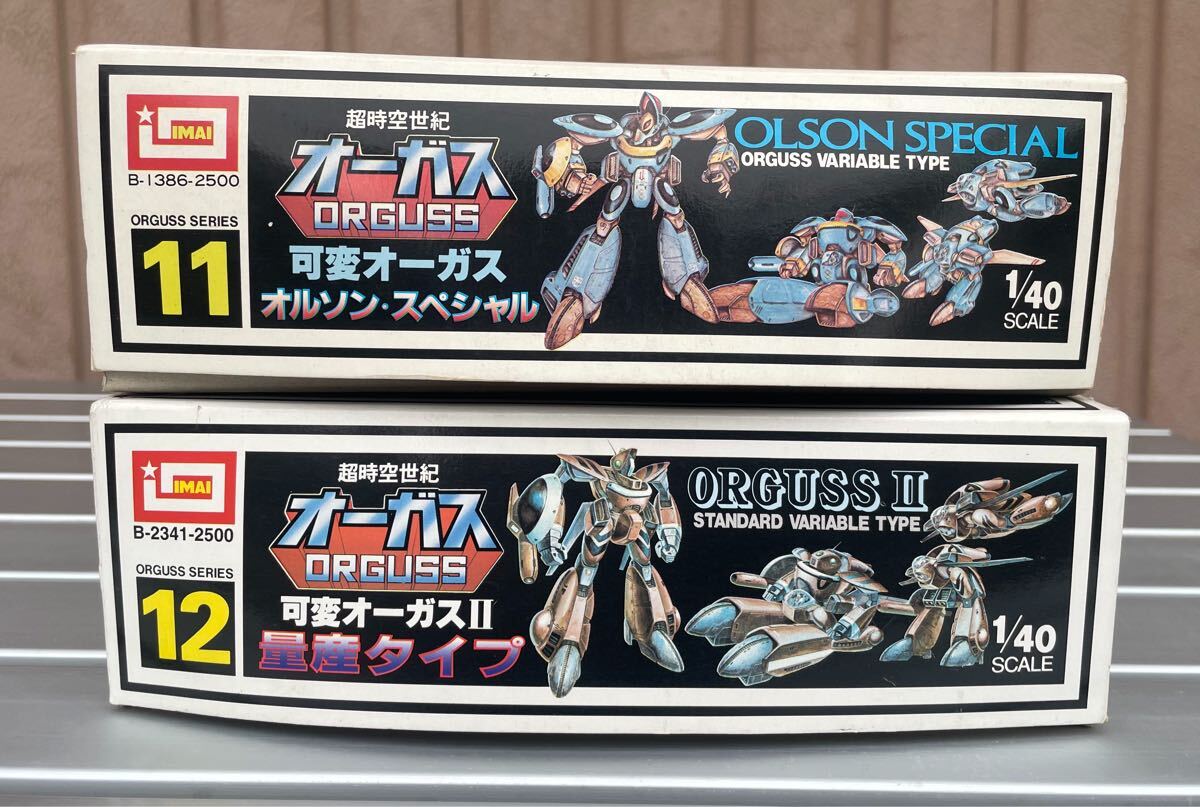 IMAI
B-1386-2500
ORGUSS SERIES
11
超時空世紀
オーガス
ORGUSS
可変オーガス
オルソン・スペシャル
OLSON SPECIAL
ORGUSS VARIABLE TYPE
1/40
SCALE
IMAI
B-2341-2500
ORGUSS SERIES
12
超時空世紀
オーガス
ORGUSS
可変オーガスII
量産タイプ
ORGUSS II
STANDARD VARIABLE TYPE
1/40
SCALE